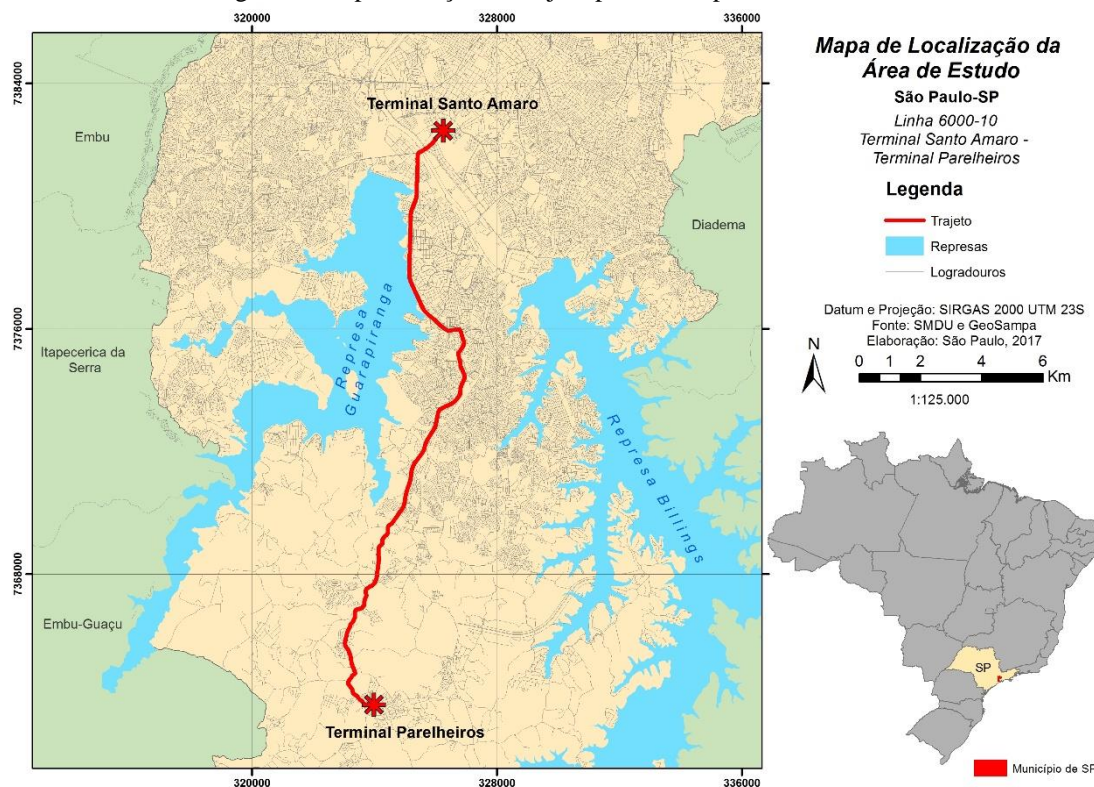 320000
328000
336000
7384000
7376000
7368000
Terminal Santo Amaro
Embu
Diadema
Itapecerica da
Serra
Embu-Guaçu
Represa
Guarapiranga
Represa Billings
Terminal Parelheiros
320000
328000
336000
Mapa de Localização da
Área de Estudo
São Paulo-SP
Linha 6000-10
Terminal Santo Amaro -
Terminal Parelheiros
Legenda
Trajeto
Represas
Logradouros
Datum e Projeção: SIRGAS 2000 UTM 23S
Fonte: SMDU e GeoSampa
Elaboração: São Paulo, 2017
N
0 1 2 4 6
Km
1:125.000
SP
Município de SP